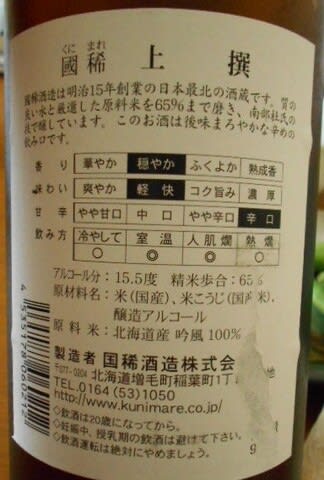 くに まれ
國稀 上撰
国稀酒造は明治15年創業の日本最北の酒蔵です。質の
良い水と厳選した原料米を65%まで磨き、南部杜氏の
技で醸しています。このお酒は後味まろやかな辛めの
飲み口です。
香り 華やか 穏やか ふくよか 熟成香
味わい 爽やか 軽快 コク旨み 濃厚
甘辛 やや甘口 中口 やや辛口 辛口
飲み方 冷やして 室温 人肌燗 熱燗
○ ◎ ◎ ○
アルコール分：15.5度 精米歩合：65%
原材料名：米(国産)、米こうじ(国産米)、
醸造アルコール
原料米：北海道産 吟風 100%
製造者 国稀酒造株式会
〒077-0204 北海道増毛町稲葉町1丁
TEL.0164 (53)1050
http://www.kunimare.co.jp/
○飲酒は20歳になってから。
○妊娠中、授乳期の飲酒は避けて下さい。
○飲酒運転は絶対にやめましょう。
9
4 535178 060212